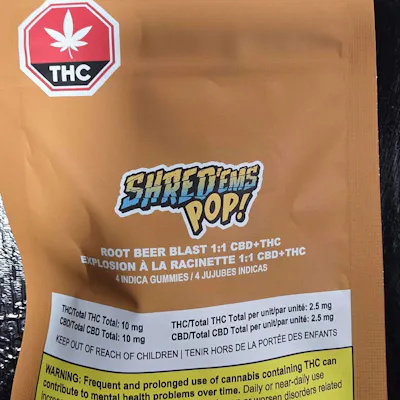 THC
SHRED'EMS
POP!
ROOT BEER BLAST 1:1 CBD+THC
EXPLOSION À LA RACINETTE 1:1 CBD+THC
4 INDICA GUMMIES / 4 JUJUBES INDICAS
THC/Total THC Total: 10 mg THC/Total THC Total per unit/par unité: 2.5 mg
CBD/Total CBD Total: 10 mg CBD/Total CBD Total per unit/par unité: 2.5 mg
KEEP OUT OF REACH OF CHILDREN | TENIR HORS DE LA PORTÉE DES ENFANTS
WARNING: Frequent and prolonged use of cannabis containing THC can
contribute to mental health problems over time. Daily or near-daily use
worsen disorders related